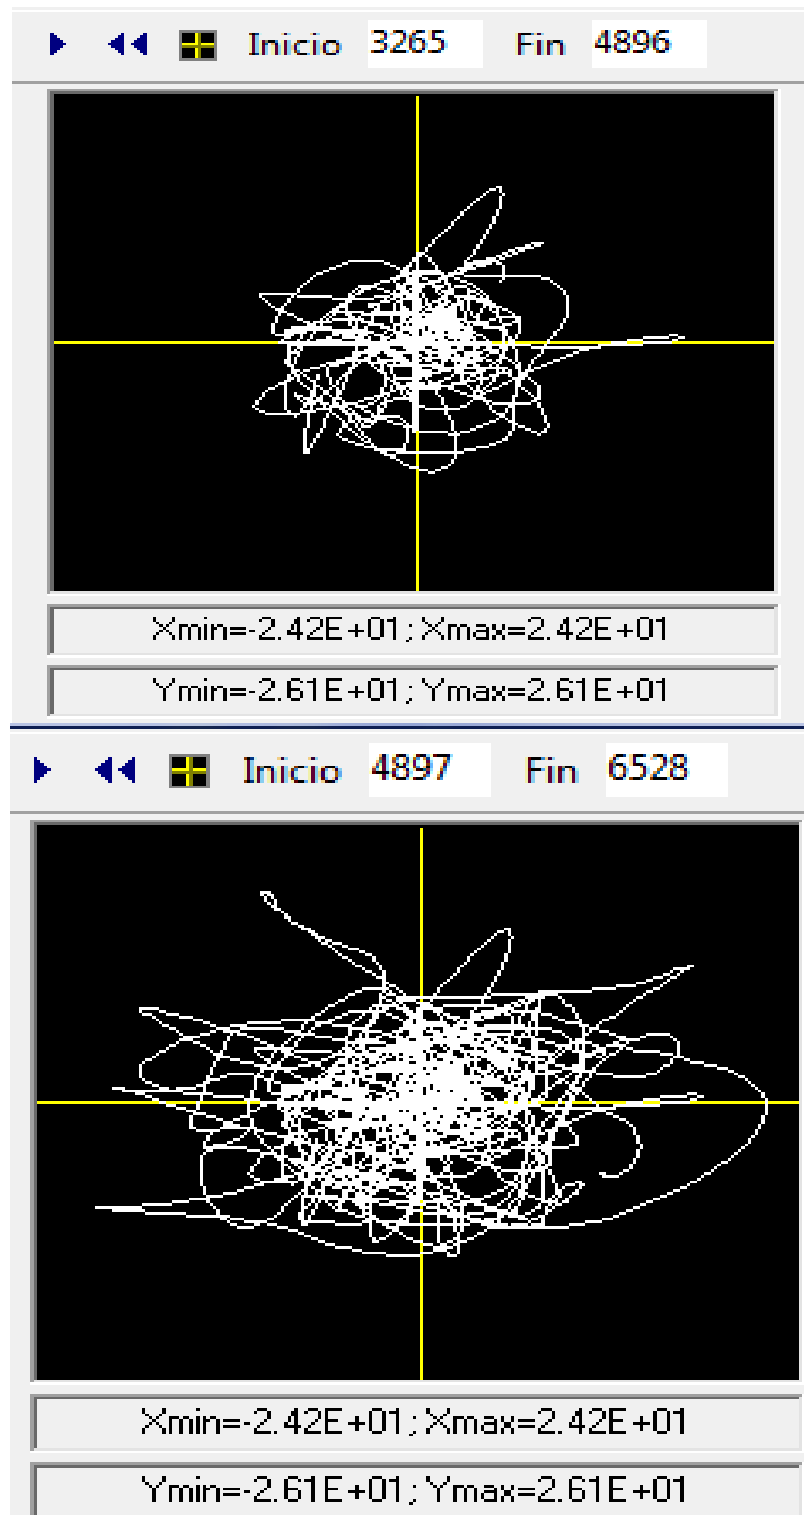 Inicio 3265 Fin 4896
Xmin=-2.42E+01; Xmax=2.42E+01
Ymin=-2.61E+01; Ymax=2.61E+01
Inicio 4897 Fin 6528
Xmin=-2.42E+01; Xmax=2.42E+01
Ymin=-2.61E+01; Ymax=2.61E+01